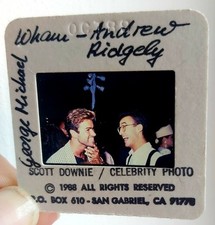 Wham - Andrew
Ridgely
George Michael
SCOTT DOWNIE / CELEBRITY PHOTO
© 1988 ALL RIGHTS RESERVED
P.O. BOX 610 - SAN GABRIEL, CA 91778